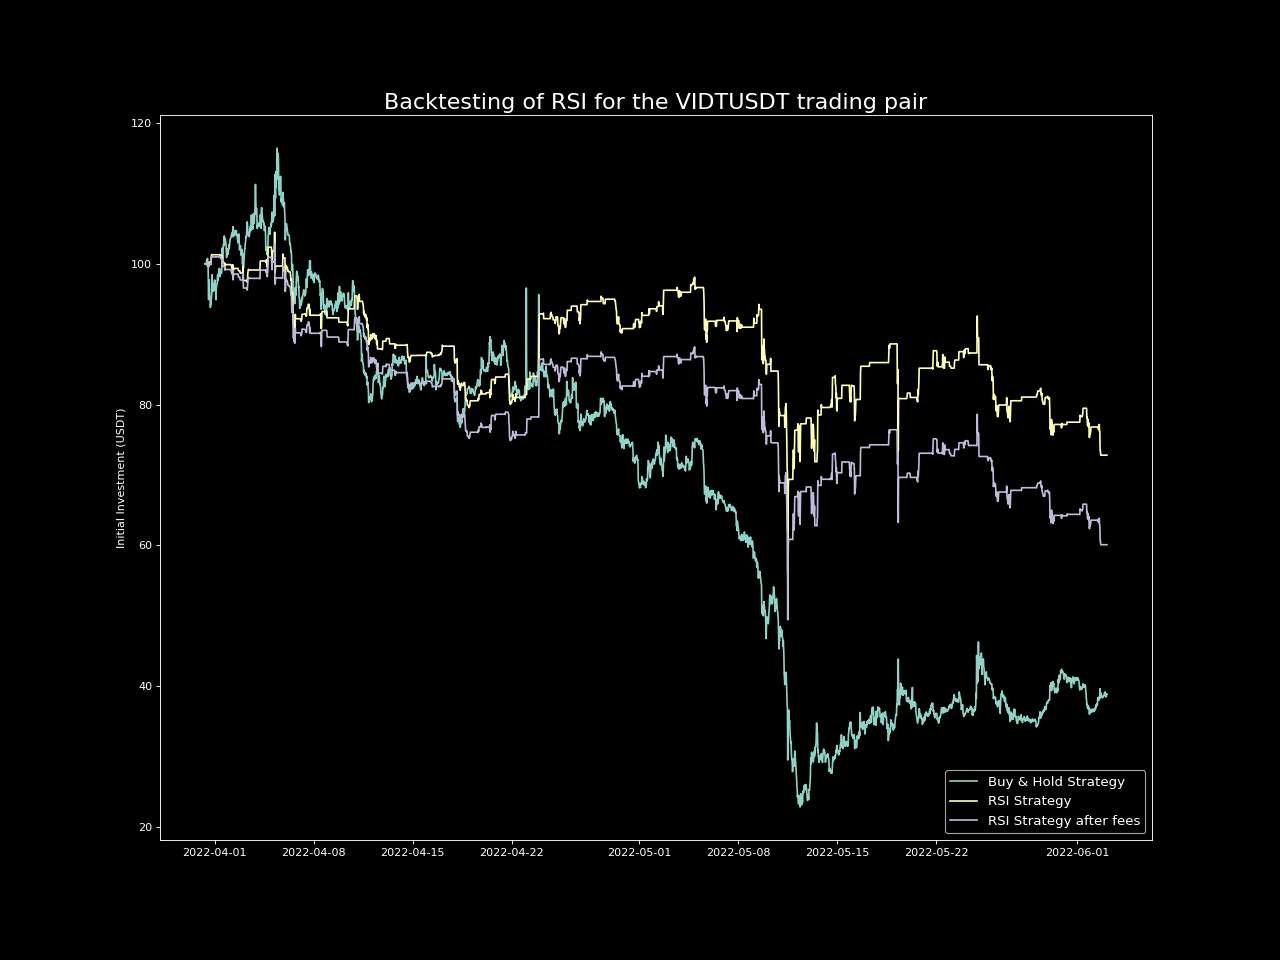 Backtesting of RSI for the VIDTUSDT trading pair
Initial Investment (USDT)
120
100
80
60
40
20
2022-04-01 2022-04-08 2022-04-15 2022-04-22 2022-05-01 2022-05-08 2022-05-15 2022-05-22 2022-06-01
Buy & Hold Strategy
RSI Strategy
RSI Strategy after fees